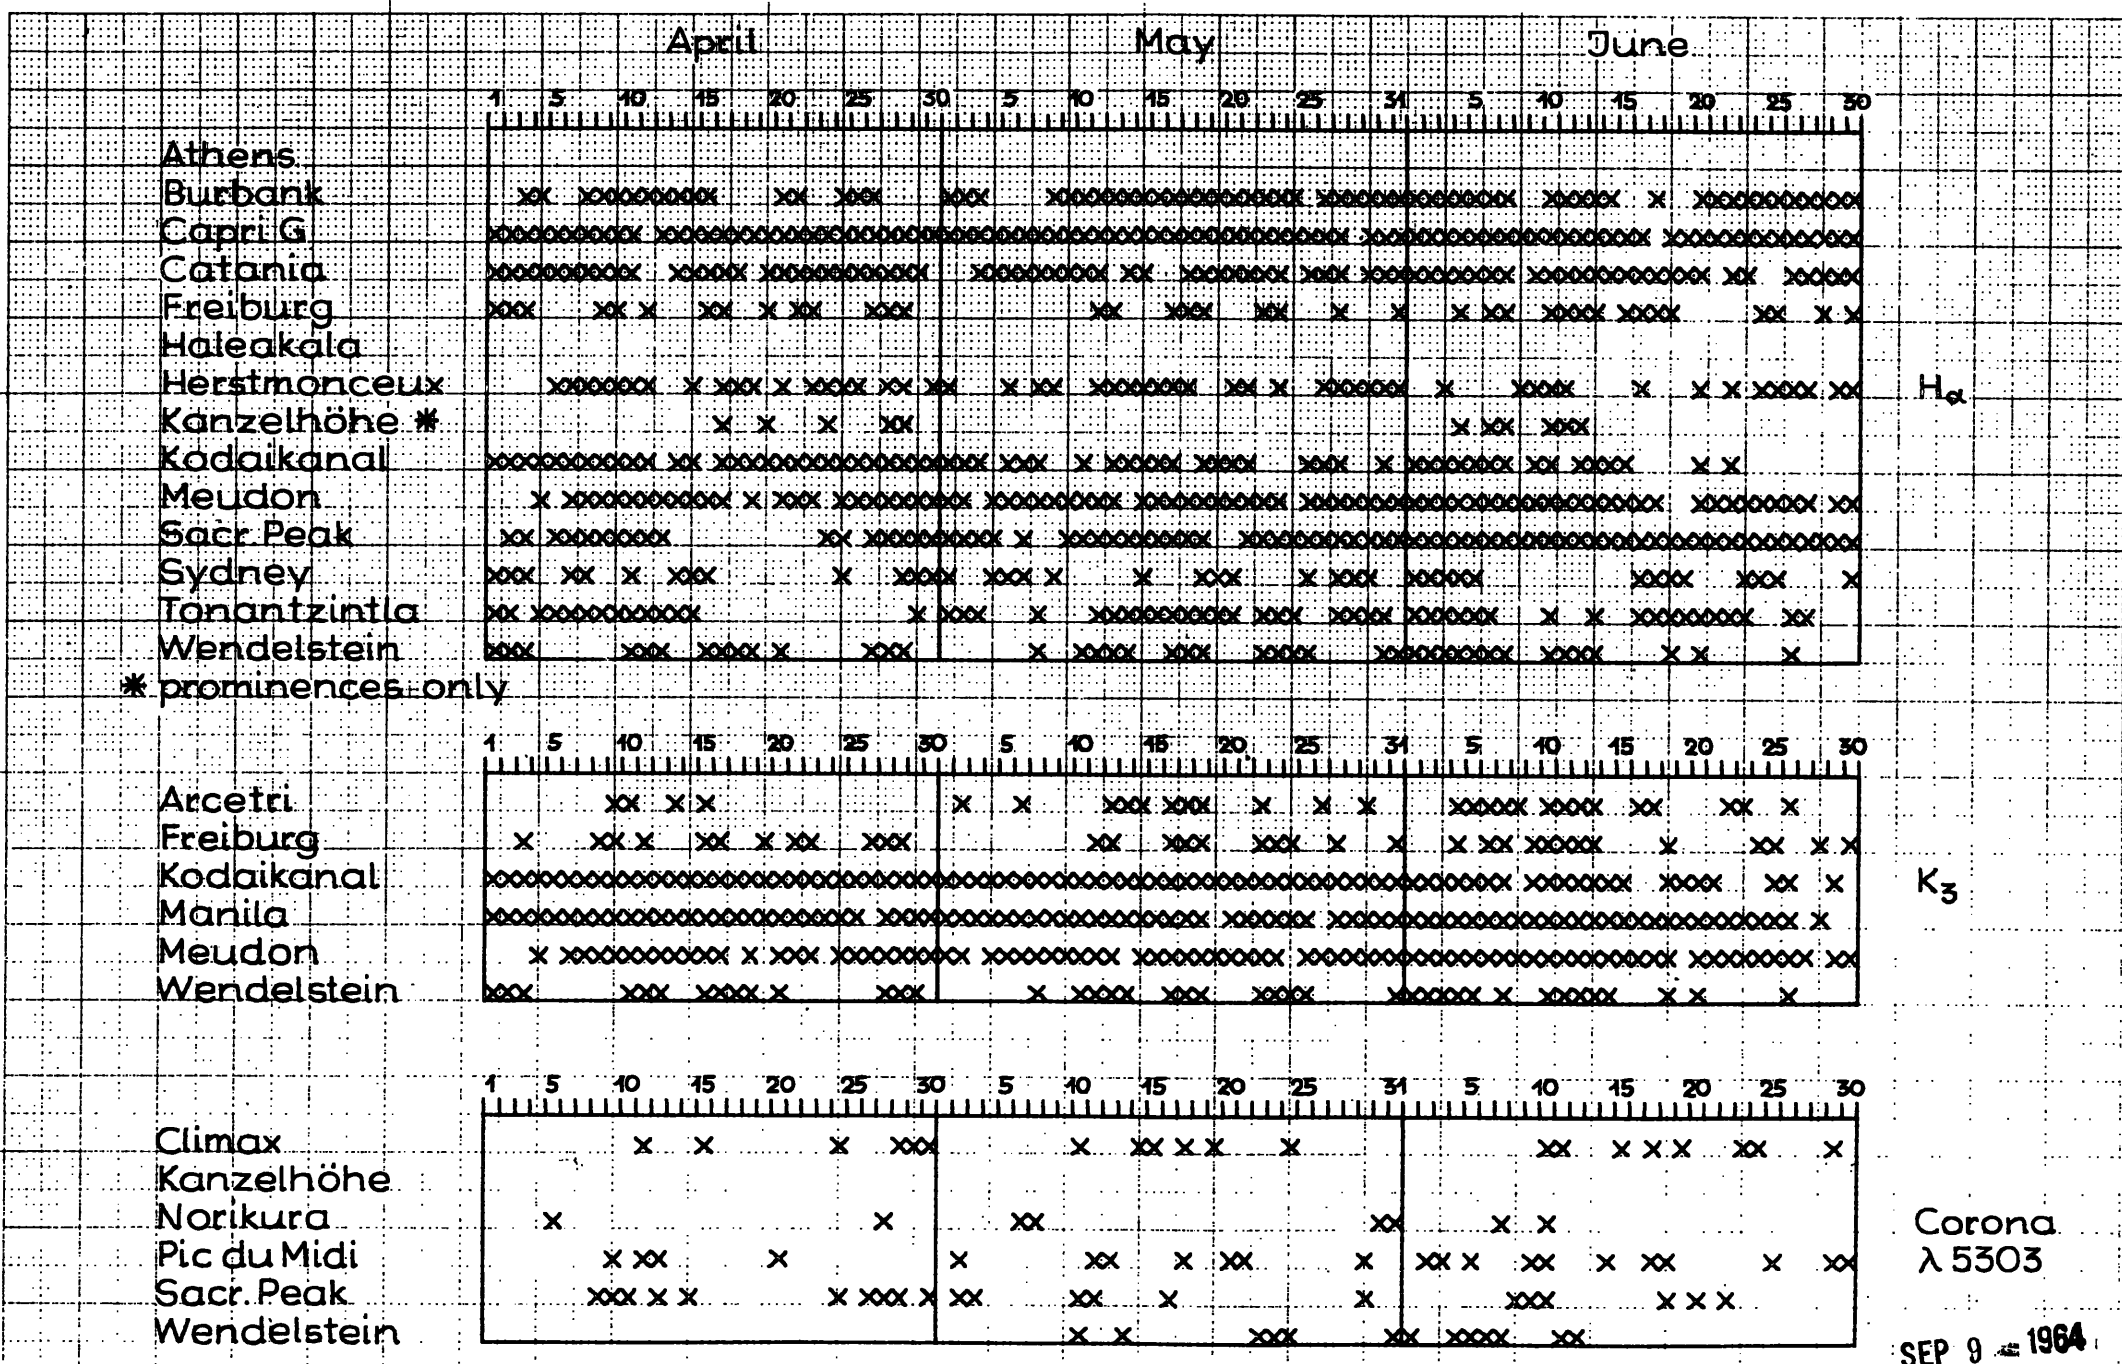 April May June
1 5 10 15 20 25 30 5 10 15 20 25 31 5 10 15 20 25 30
Athens
Burbank
Capri G
Catania
Freiburg
Haleakala
Herstmonceux
Hα
Kanzelhöhe *
Kodaikanal
Meudon
Sacr. Peak
Sydney
Tonantzintla
Wendelstein
* prominences only
1 5 10 15 20 25 30 5 10 15 20 25 31 5 10 15 20 25 30
Arcetri
Freiburg
Kodaikanal
K3
Manila
Meudon
Wendelstein
1 5 10 15 20 25 30 5 10 15 20 25 31 5 10 15 20 25 30
Climax
Kanzelhöhe
Norikura Corona
Pic du Midi λ 5303
Sacr. Peak
Wendelstein
SEP 9 - 1964